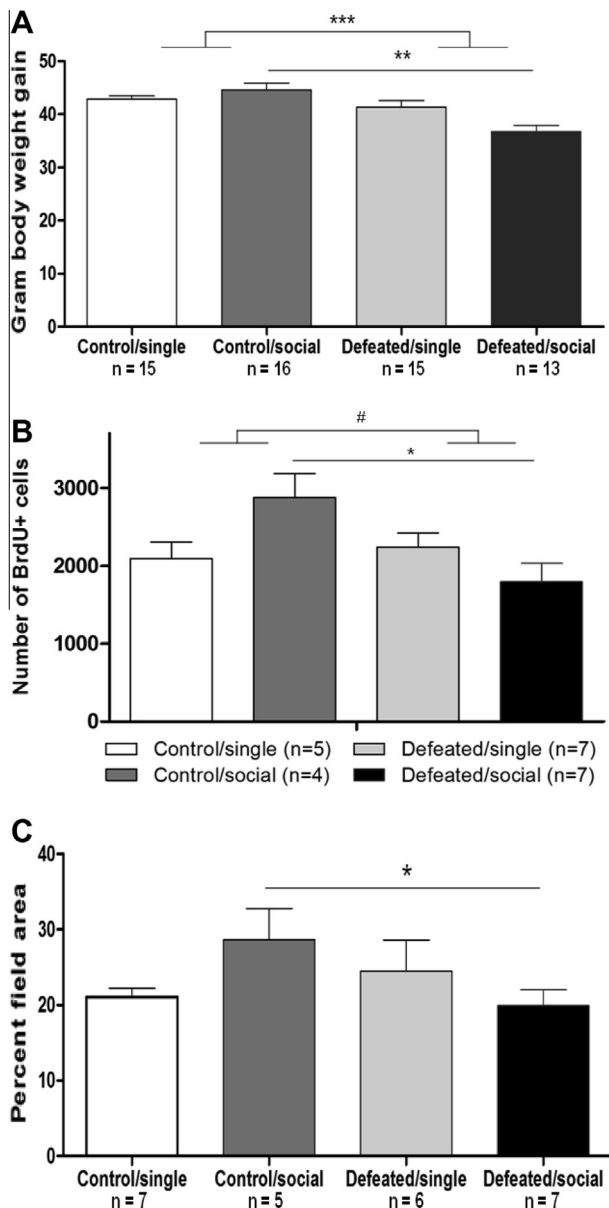 A
***
**
Gram body weight gain
50
40
30
20
10
0
Control/single Control/social Defeated/single Defeated/social
n = 15 n = 16 n = 15 n = 13
B
#
*
Number of BrdU+ cells
3000
2000
1000
0
Control/single (n=5) Defeated/single (n=7)
Control/social (n=4) Defeated/social (n=7)
C
*
Percent field area
40
30
20
10
0
Control/single Control/social Defeated/single Defeated/social
n = 7 n = 5 n = 6 n = 7